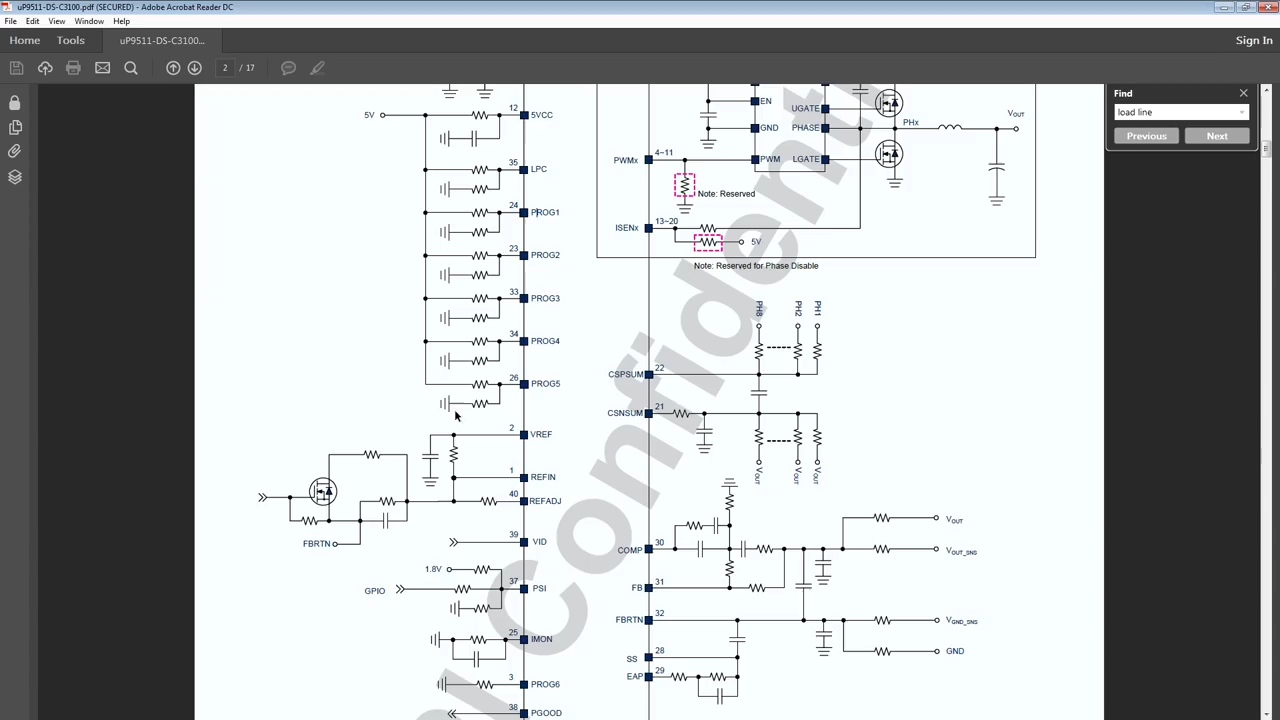 uP9511-DS-C3100.pdf (SECURED) - Adobe Acrobat Reader DC
File Edit View Window Help
Home Tools uP9511-DS-C3100... Sign In
2 / 17
Find
load line
Previous Next
5V
12 5VCC
35 LPC
24 PROG1
23 PROG2
33 PROG3
34 PROG4
26 PROG5
2 VREF
1 REFIN
40 REFADJ
FBRTN
39 VID
1.8V
GPIO
37 PSI
25 IMON
3 PROG6
38 PGOOD
EN UGATE
GND PHASE PHx VOUT
PWMx 4~11 PWM LGATE
Note: Reserved
ISENx 13~20
5V
Note: Reserved for Phase Disable
PH8 PH2 PH1
CSPSUM 22
CSNSUM 21
VOUT VOUT VOUT
VOUT
COMP 30 VOUT_SNS
FB 31
FBRTN 32 VGND_SNS
GND
SS 28
EAP 29
Confidenti